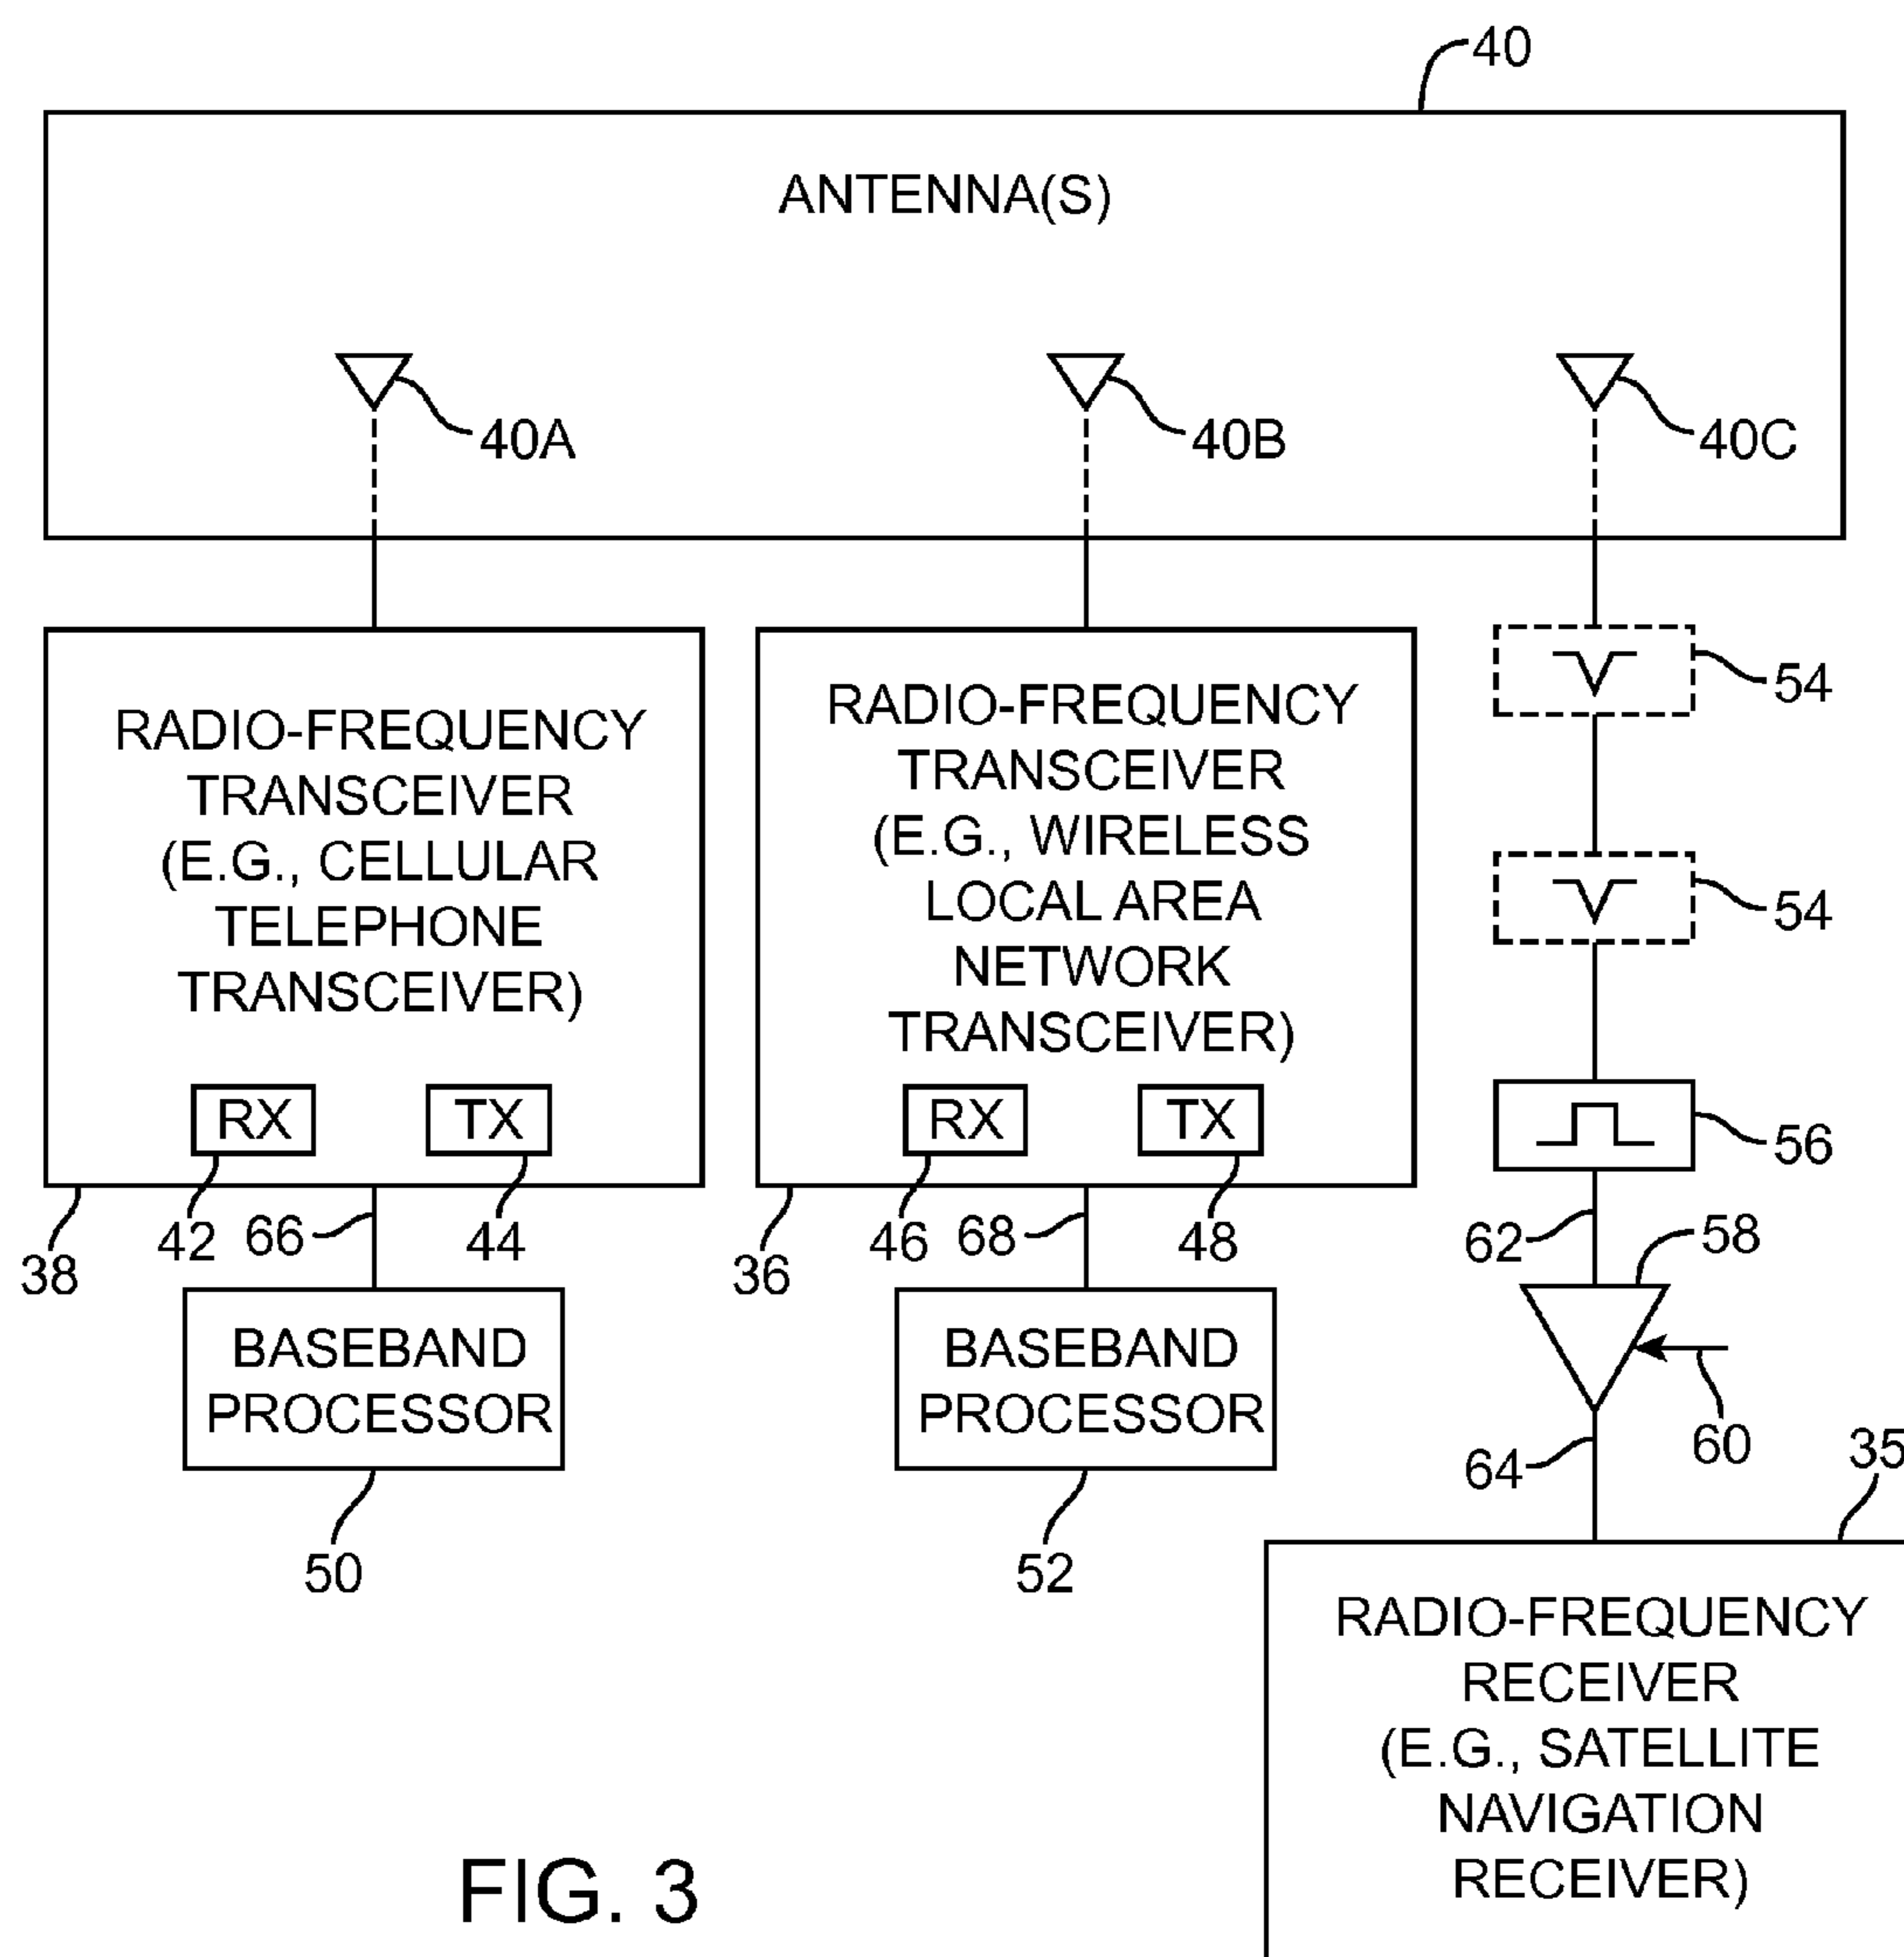 40
ANTENNA(S)
40A
40B
40C
RADIO-FREQUENCY
TRANSCEIVER
(E.G., CELLULAR
TELEPHONE
TRANSCEIVER)
RX
TX
38
42
66
44
BASEBAND
PROCESSOR
50
RADIO-FREQUENCY
TRANSCEIVER
(E.G., WIRELESS
LOCAL AREA
NETWORK
TRANSCEIVER)
RX
TX
36
46
68
48
BASEBAND
PROCESSOR
52
54
54
56
62
58
60
64
35
RADIO-FREQUENCY
RECEIVER
(E.G., SATELLITE
NAVIGATION
RECEIVER)
FIG. 3